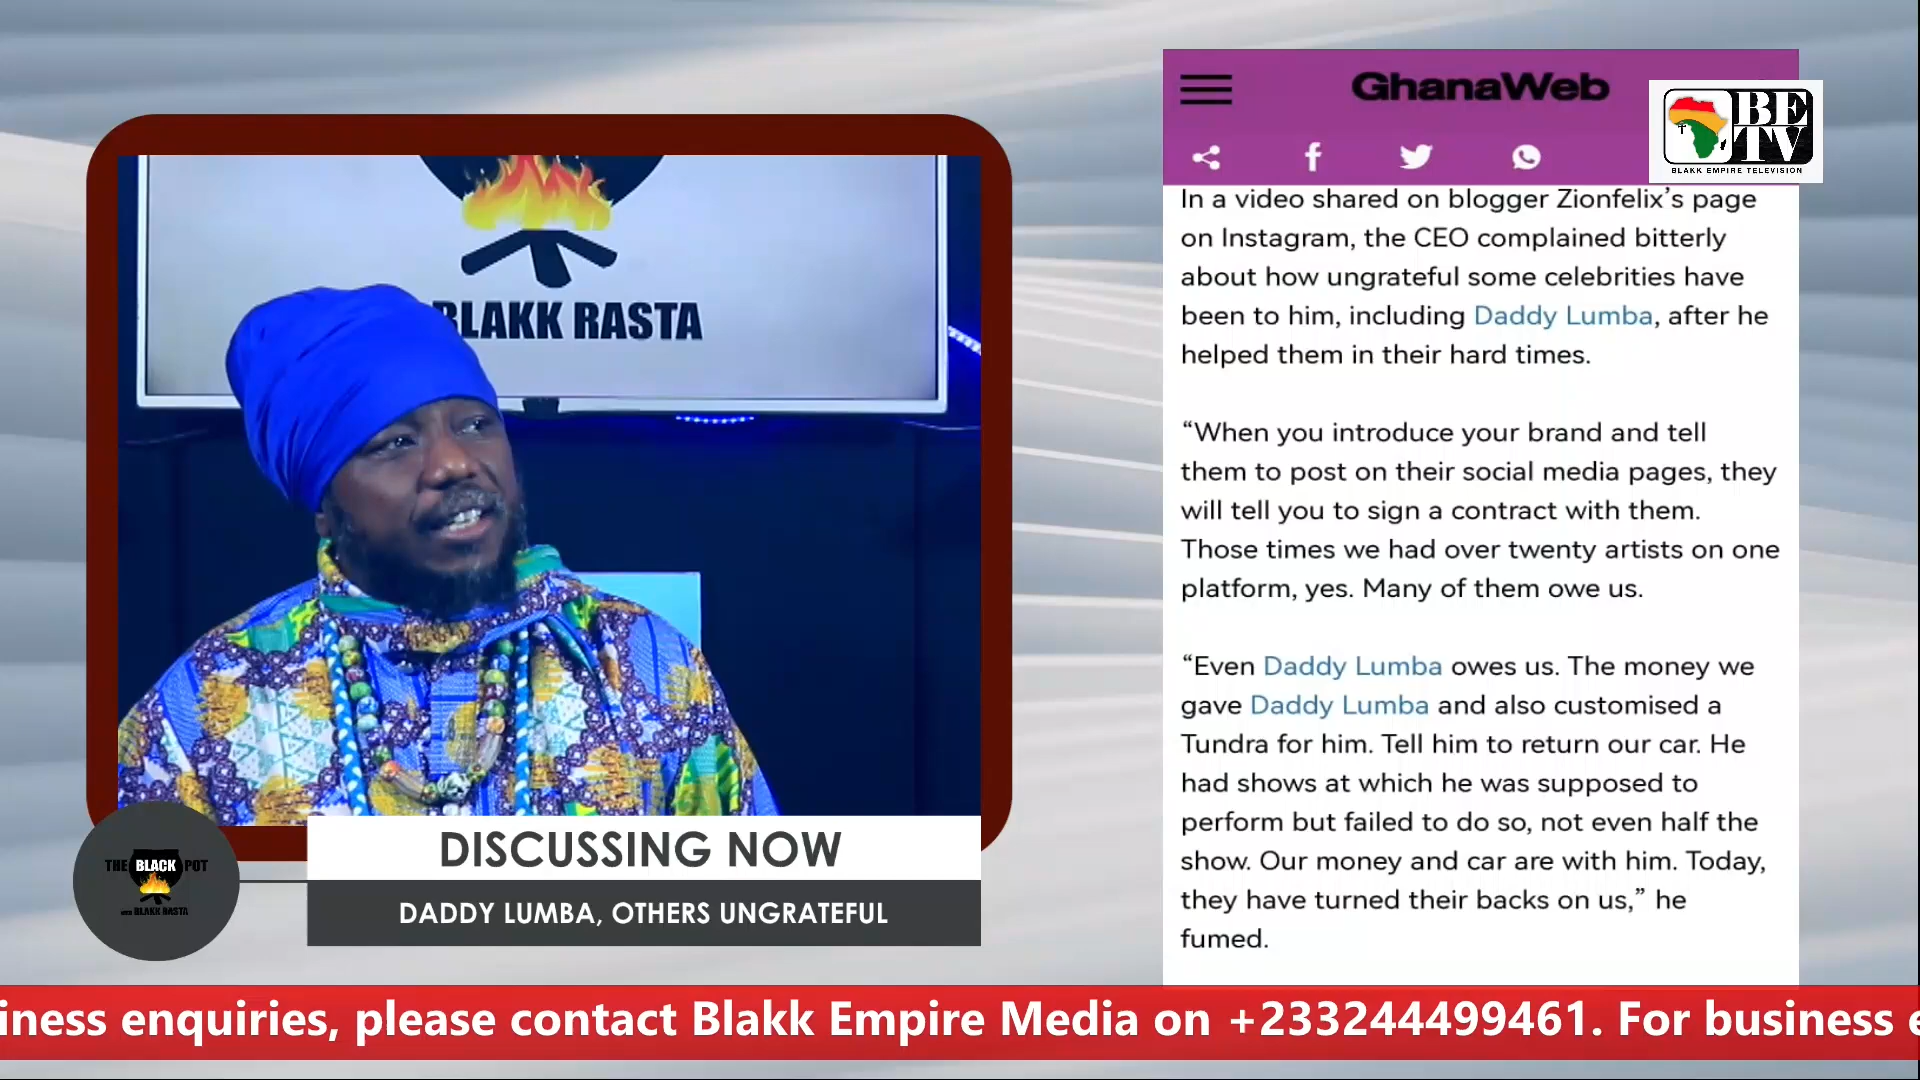 GhanaWeb
BE
TV
BLAKK EMPIRE TELEVISION
BLAKK RASTA
In a video shared on blogger Zionfelix’s page
on Instagram, the CEO complained bitterly
about how ungrateful some celebrities have
been to him, including Daddy Lumba, after he
helped them in their hard times.
“When you introduce your brand and tell
them to post on their social media pages, they
will tell you to sign a contract with them.
Those times we had over twenty artists on one
platform, yes. Many of them owe us.
“Even Daddy Lumba owes us. The money we
gave Daddy Lumba and also customised a
Tundra for him. Tell him to return our car. He
had shows at which he was supposed to
perform but failed to do so, not even half the
show. Our money and car are with him. Today,
they have turned their backs on us,” he
fumed.
THE BLACK POT
WITH BLAKK RASTA
DISCUSSING NOW
DADDY LUMBA, OTHERS UNGRATEFUL
iness enquiries, please contact Blakk Empire Media on +233244499461. For business e